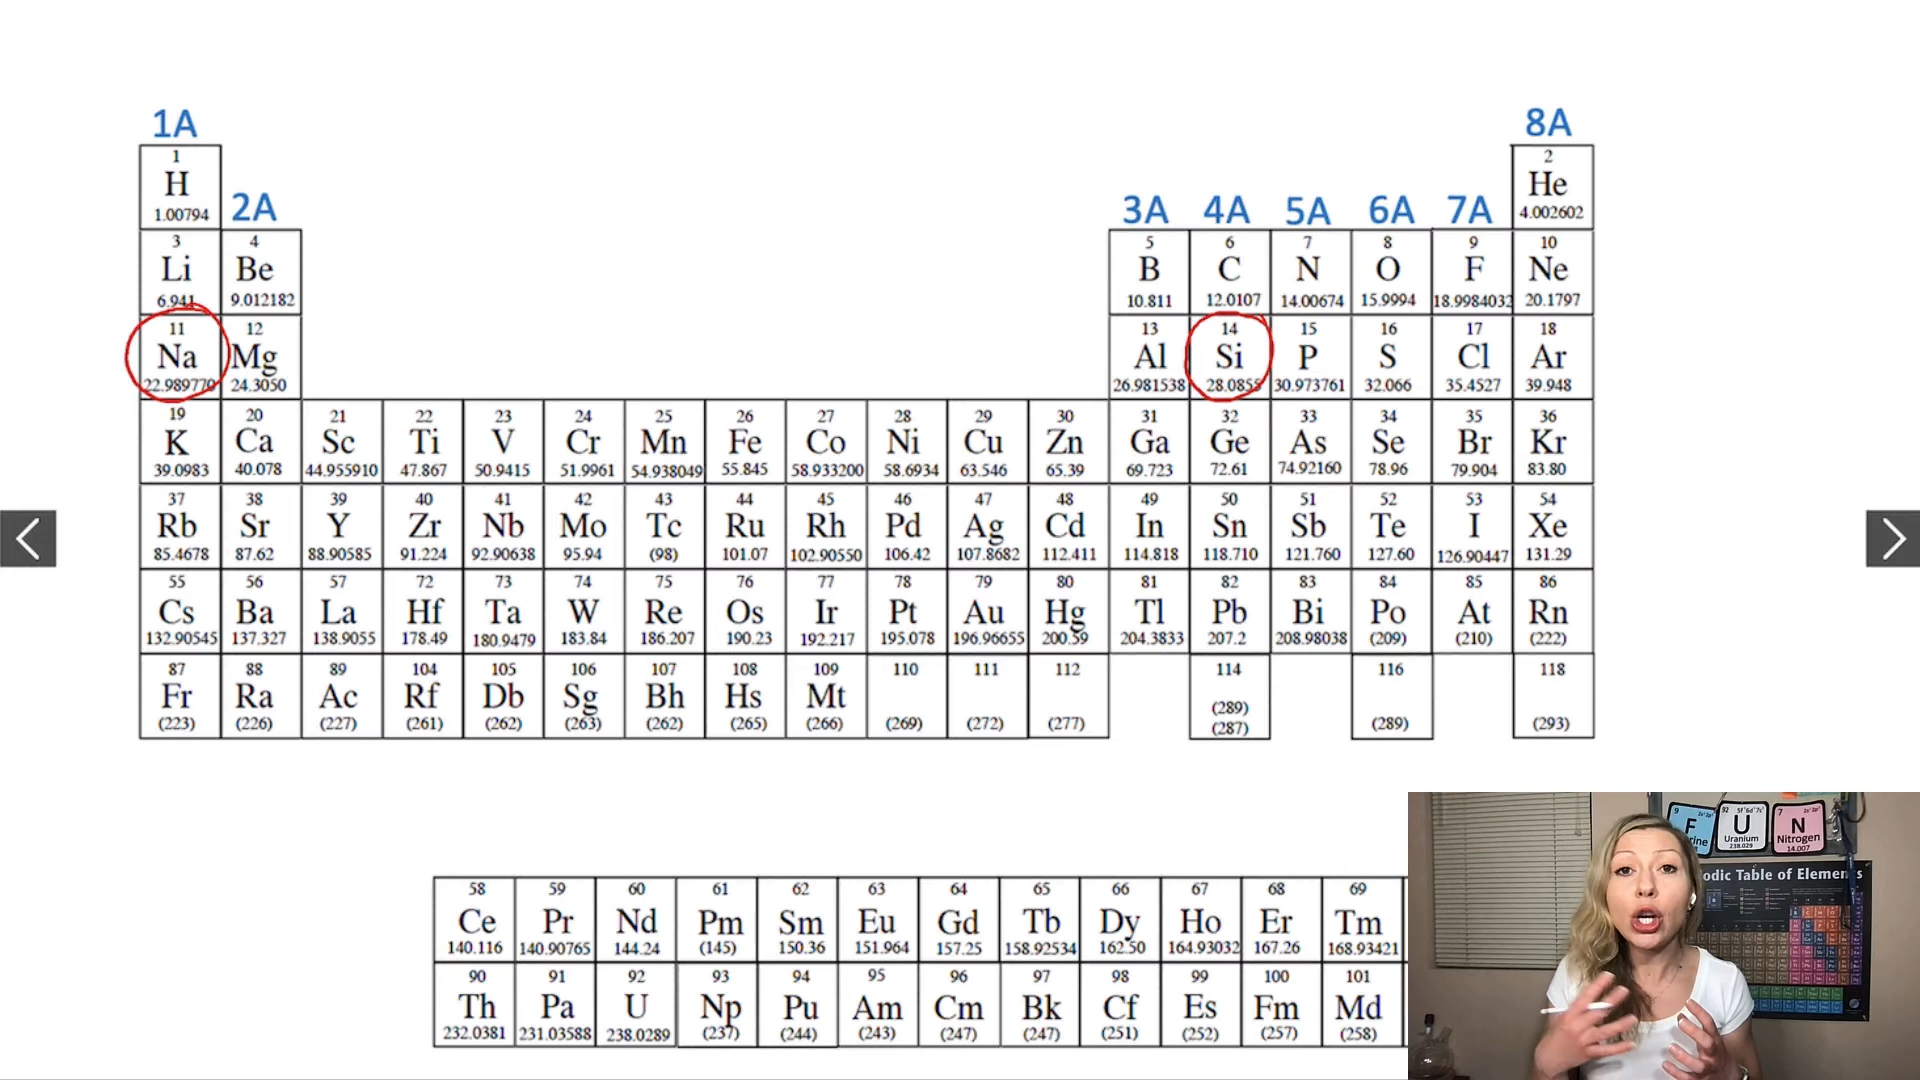 1A 8A
1 2
H He
1.00794 2A 3A 4A 5A 6A 7A 4.002602
3 4 5 6 7 8 9 10
Li Be B C N O F Ne
6.941 9.012182 10.811 12.0107 14.00674 15.9994 18.9984032 20.1797
11 12 13 14 15 16 17 18
Na Mg Al Si P S Cl Ar
22.989770 24.3050 26.981538 28.0855 30.973761 32.066 35.4527 39.948
19 20 21 22 23 24 25 26 27 28 29 30 31 32 33 34 35 36
K Ca Sc Ti V Cr Mn Fe Co Ni Cu Zn Ga Ge As Se Br Kr
39.0983 40.078 44.955910 47.867 50.9415 51.9961 54.938049 55.845 58.933200 58.6934 63.546 65.39 69.723 72.61 74.92160 78.96 79.904 83.80
37 38 39 40 41 42 43 44 45 46 47 48 49 50 51 52 53 54
Rb Sr Y Zr Nb Mo Tc Ru Rh Pd Ag Cd In Sn Sb Te I Xe
85.4678 87.62 88.90585 91.224 92.90638 95.94 (98) 101.07 102.90550 106.42 107.8682 112.411 114.818 118.710 121.760 127.60 126.90447 131.29
55 56 57 72 73 74 75 76 77 78 79 80 81 82 83 84 85 86
Cs Ba La Hf Ta W Re Os Ir Pt Au Hg Tl Pb Bi Po At Rn
132.90545 137.327 138.9055 178.49 180.9479 183.84 186.207 190.23 192.217 195.078 196.96655 200.59 204.3833 207.2 208.98038 (209) (210) (222)
87 88 89 104 105 106 107 108 109 110 111 112 114 116 118
Fr Ra Ac Rf Db Sg Bh Hs Mt (289)
(223) (226) (227) (261) (262) (263) (262) (265) (266) (269) (272) (277) (287) (289) (293)
58 59 60 61 62 63 64 65 66 67 68 69
Ce Pr Nd Pm Sm Eu Gd Tb Dy Ho Er Tm
140.116 140.90765 144.24 (145) 150.36 151.964 157.25 158.92534 162.50 164.93032 167.26 168.93421
90 91 92 93 94 95 96 97 98 99 100 101
Th Pa U Np Pu Am Cm Bk Cf Es Fm Md
232.0381 231.03588 238.0289 (237) (244) (243) (247) (247) (251) (252) (257) (258)
9 92 7
F U N
rine Uranium Nitrogen
238.029 14.007
odic Table of Elements